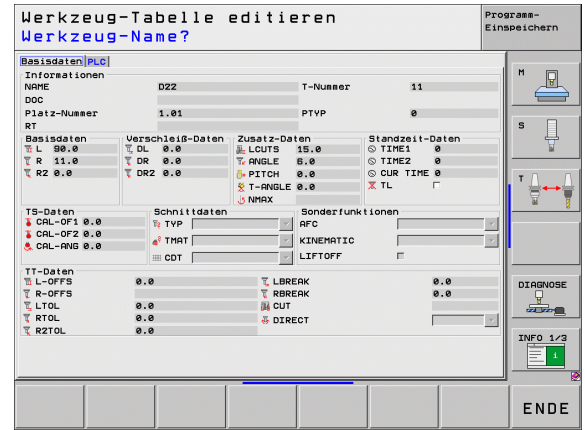 Werkzeug-Tabelle editieren
Werkzeug-Name?
Programm-
Einspeichern
Basisdaten PLC
Informationen
NAME D22 T-Nummer 11
DOC
Platz-Nummer 1.01 PTYP 0
RT
Basisdaten Verschleiß-Daten Zusatz-Daten Standzeit-Daten
L 90.0 DL 0.0 LCUTS 15.0 TIME1 0
R 11.0 DR 0.0 ANGLE 6.0 TIME2 0
R2 0.0 DR2 0.0 PITCH 0.0 CUR TIME 0
T-ANGLE 0.0 TL
NMAX
TS-Daten Schnittdaten Sonderfunktionen
CAL-OF1 0.0 TYP AFC
CAL-OF2 0.0 TMAT KINEMATIC
CAL-ANG 0.0 CDT LIFTOFF
TT-Daten
L-OFFS 0.0 LBREAK 0.0
R-OFFS RBREAK 0.0
LTOL 0.0 CUT
RTOL 0.0 DIRECT
R2TOL 0.0
M
S
T
DIAGNOSE
INFO 1/3
ENDE